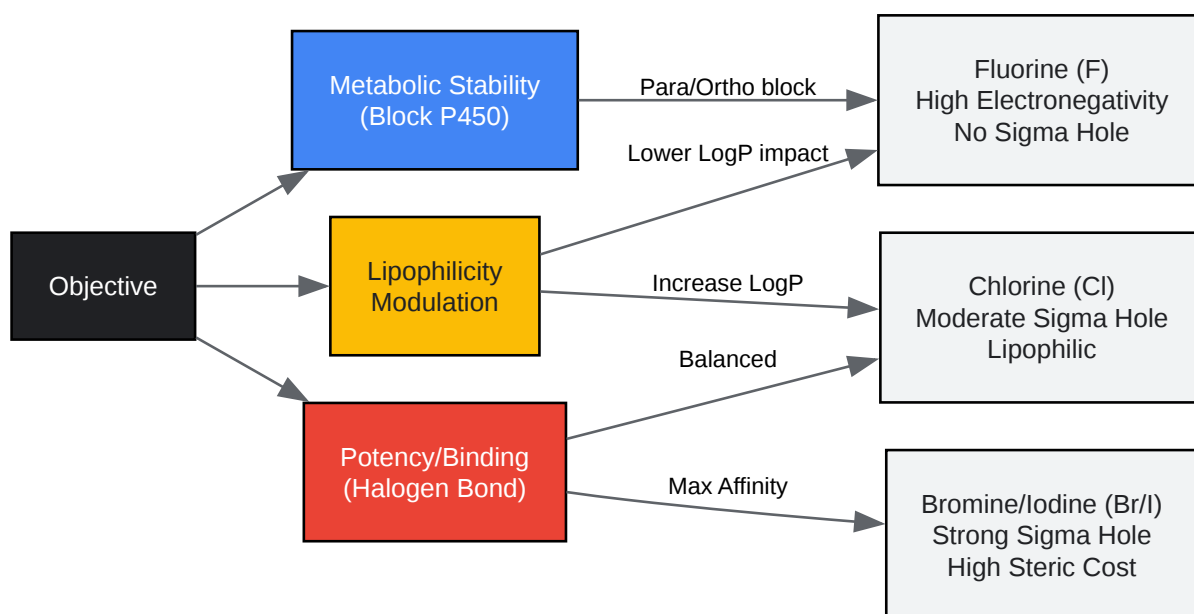 Objective
Metabolic Stability
(Block P450)
Lipophilicity
Modulation
Potency/Binding
(Halogen Bond)
Para/Ortho block
Lower LogP impact
Increase LogP
Balanced
Max Affinity
Fluorine (F)
High Electronegativity
No Sigma Hole
Chlorine (Cl)
Moderate Sigma Hole
Lipophilic
Bromine/Iodine (Br/I)
Strong Sigma Hole
High Steric Cost